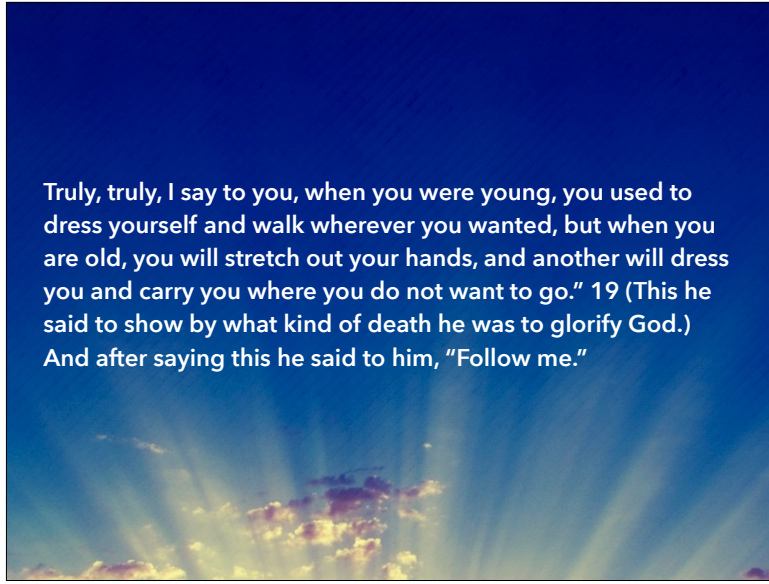 Truly, truly, I say to you, when you were young, you used to
dress yourself and walk wherever you wanted, but when you
are old, you will stretch out your hands, and another will dress
you and carry you where you do not want to go.” 19 (This he
said to show by what kind of death he was to glorify God.)
And after saying this he said to him, “Follow me.”